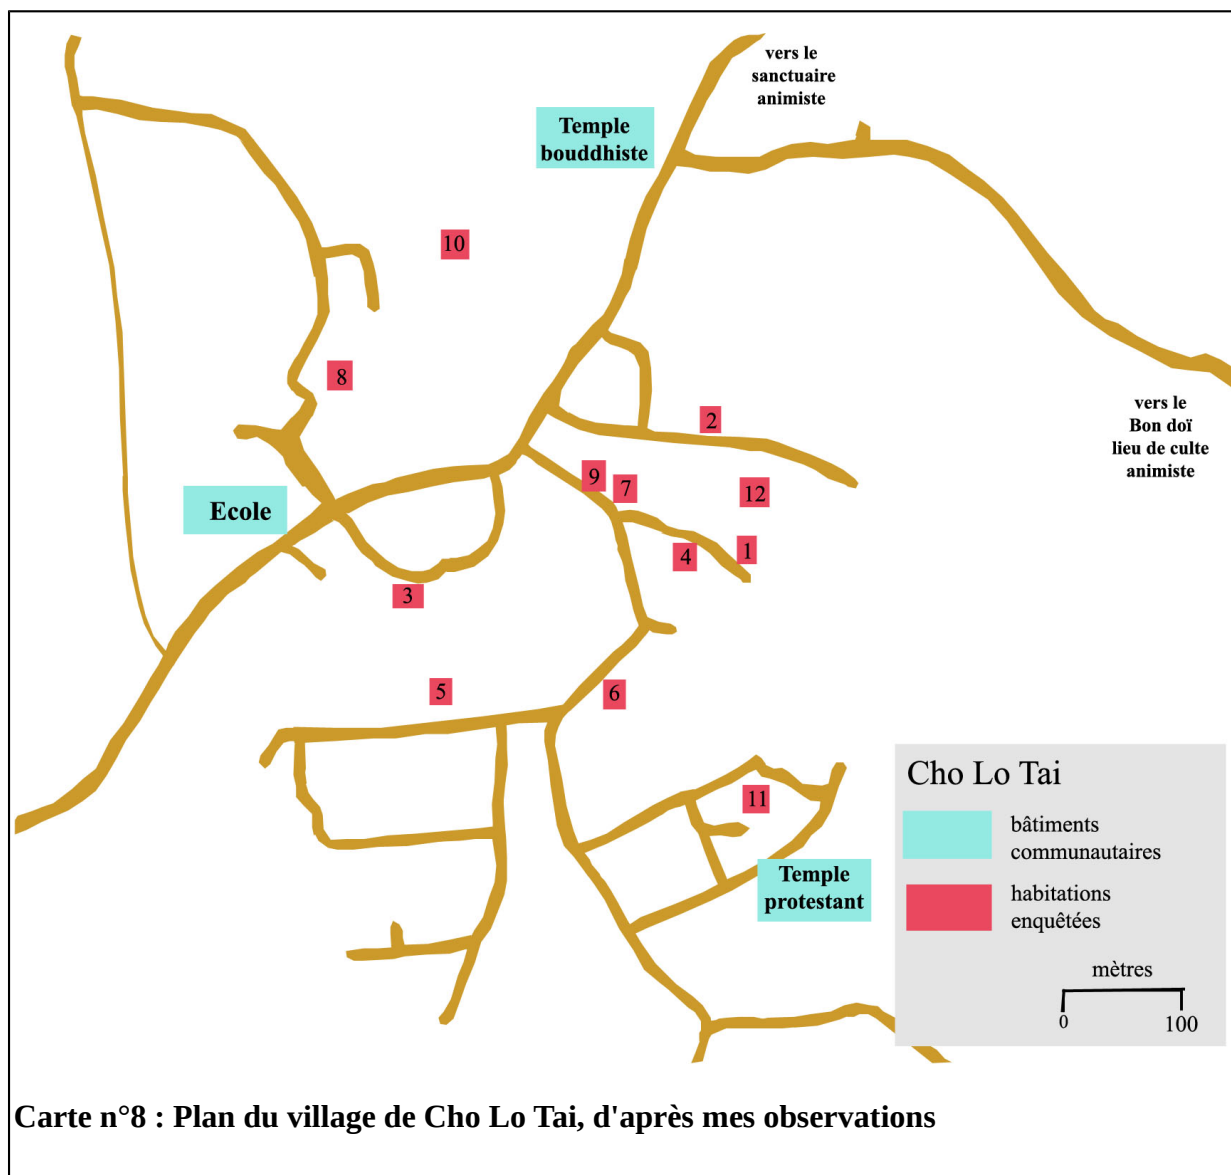 vers le
sanctuaire
animiste
Temple
bouddhiste
10
8
2
vers le
Bon doï
lieu de culte
animiste
9
7
12
Ecole
4
1
3
5
6
11
Temple
protestant
Cho Lo Tai
bâtiments
communautaires
habitations
enquêtées
mètres
0
100
Carte n°8 : Plan du village de Cho Lo Tai, d'après mes observations